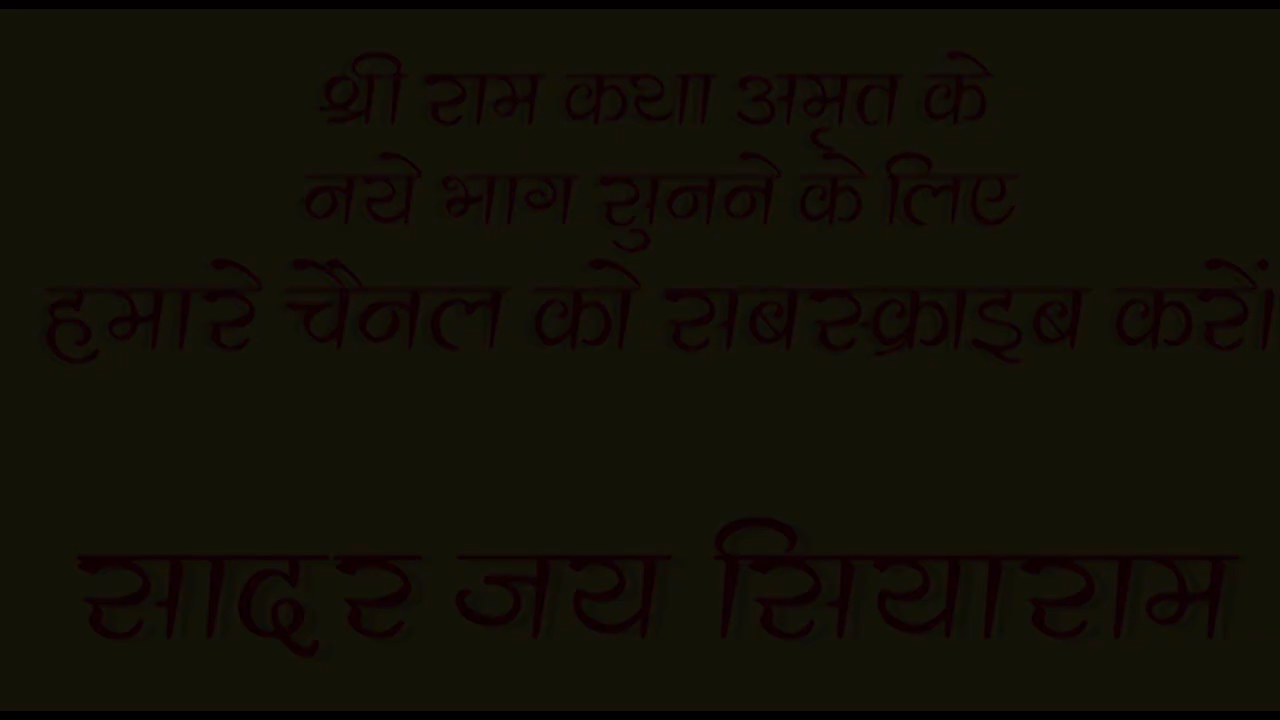 श्री राम कथा अमृत के
नये भाग सुनने के लिए
हमारे चैनल को सबस्क्राइब करें।
सादर जय सियाराम